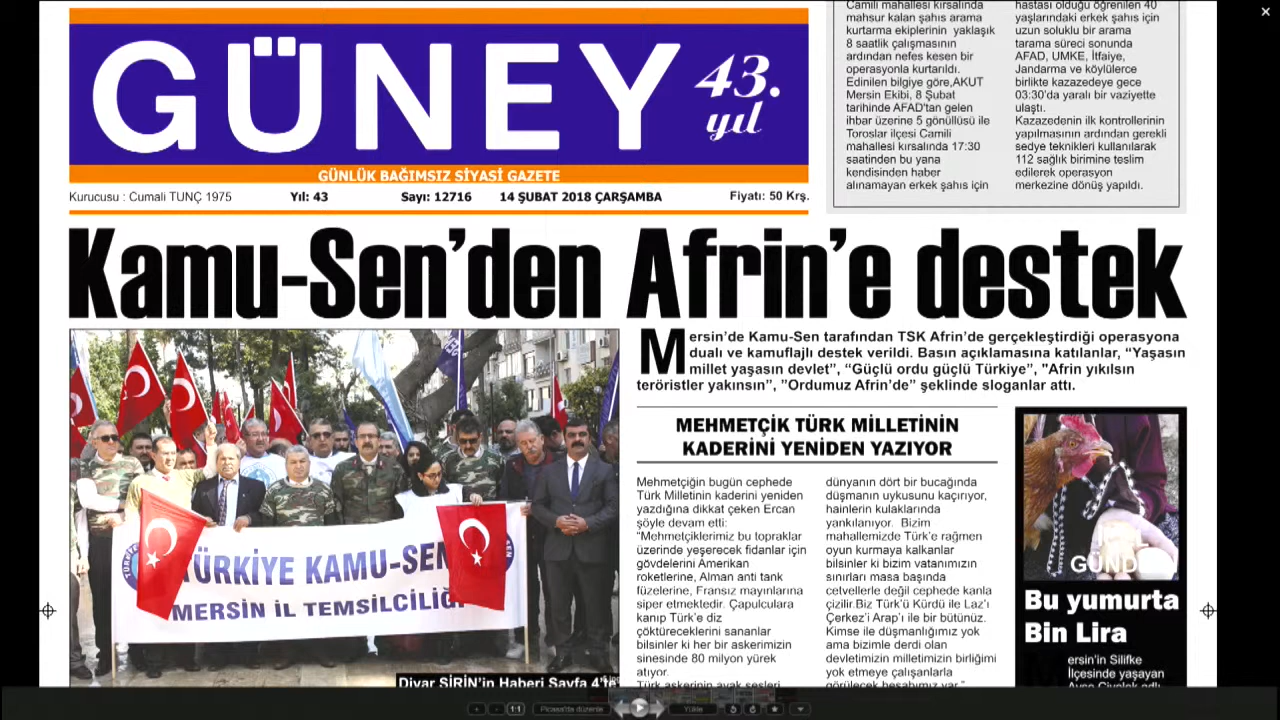 GÜNEY
43.
yıl
GÜNLÜK BAĞIMSIZ SİYASİ GAZETE
Kurucusu : Cumali TUNÇ 1975 Yıl: 43 Sayı: 12716 14 ŞUBAT 2018 ÇARŞAMBA Fiyatı: 50 Krş.
Camili mahallesi kırsalında
mahsur kalan şahıs arama
kurtarma ekiplerinin yaklaşık
8 saatlik çalışmasının
ardından nefes kesen bir
operasyonla kurtarıldı.
Edinilen bilgiye göre,AKUT
Mersin Ekibi, 8 Şubat
tarihinde AFAD'tan gelen
ihbar üzerine 5 gönüllüsü ile
Toroslar ilçesi Camili
mahallesi kırsalında 17:30
saatinden bu yana
kendisinden haber
alınamayan erkek şahıs için
hastası olduğu öğrenilen 40
yaşlarındaki erkek şahıs için
uzun soluklu bir arama
tarama süreci sonunda
AFAD, UMKE, İtfaiye,
Jandarma ve köylülerce
birlikte kazazedeye gece
03:30'da yaralı bir vaziyette
ulaştı.
Kazazedenin ilk kontrollerinin
yapılmasının ardından gerekli
sedye teknikleri kullanılarak
112 sağlık birimine teslim
edilerek operasyon
merkezine dönüş yapıldı.
Kamu-Sen’den Afrin’e destek
Mersin’de Kamu-Sen tarafından TSK Afrin’de gerçekleştirdiği operasyona
dualı ve kamuflajlı destek verildi. Basın açıklamasına katılanlar, “Yaşasın
millet yaşasın devlet”, “Güçlü ordu güçlü Türkiye”, "Afrin yıkılsın
teröristler yakınsın”, ”Ordumuz Afrin’de” şeklinde sloganlar attı.
TÜRKİYE KAMU-SEN
MERSİN İL TEMSİLCİLİĞİ
Diyar ŞİRİN’in Haberi Sayfa 4’te
MEHMETÇİK TÜRK MİLLETİNİN
KADERİNİ YENİDEN YAZIYOR
Mehmetçiğin bugün cephede
Türk Milletinin kaderini yeniden
yazdığına dikkat çeken Ercan
şöyle devam etti:
“Mehmetçiklerimiz bu topraklar
üzerinde yeşerecek fidanlar için
gövdelerini Amerikan
roketlerine, Alman anti tank
füzelerine, Fransız mayınlarına
siper etmektedir. Çapulculara
kanıp Türk’e diz
çöktüreceklerini sananlar
bilsinler ki her bir askerimizin
sinesinde 80 milyon yürek
atıyor.
Türk askerinin ayak sesleri
dünyanın dört bir bucağında
düşmanın uykusunu kaçırıyor,
hainlerin kulaklarında
yankılanıyor. Bizim
mahallemizde Türk’e rağmen
oyun kurmaya kalkanlar
bilsinler ki bizim vatanımızın
sınırları masa başında
cetvellerle değil cephede kanla
çizilir.Biz Türk’ü Kürdü ile Laz’ı
Çerkez’i Arap’ı ile bir bütünüz.
Kimse ile düşmanlığımız yok
ama bizimle derdi olan
devletimizin milletimizin birliğimi
yok etmeye çalışanlarla
görülecek hesabımız var.”
Bu yumurta
Bin Lira
ersin’in Silifke
İlçesinde yaşayan
1:1
Picasa'da düzenle
Yükle